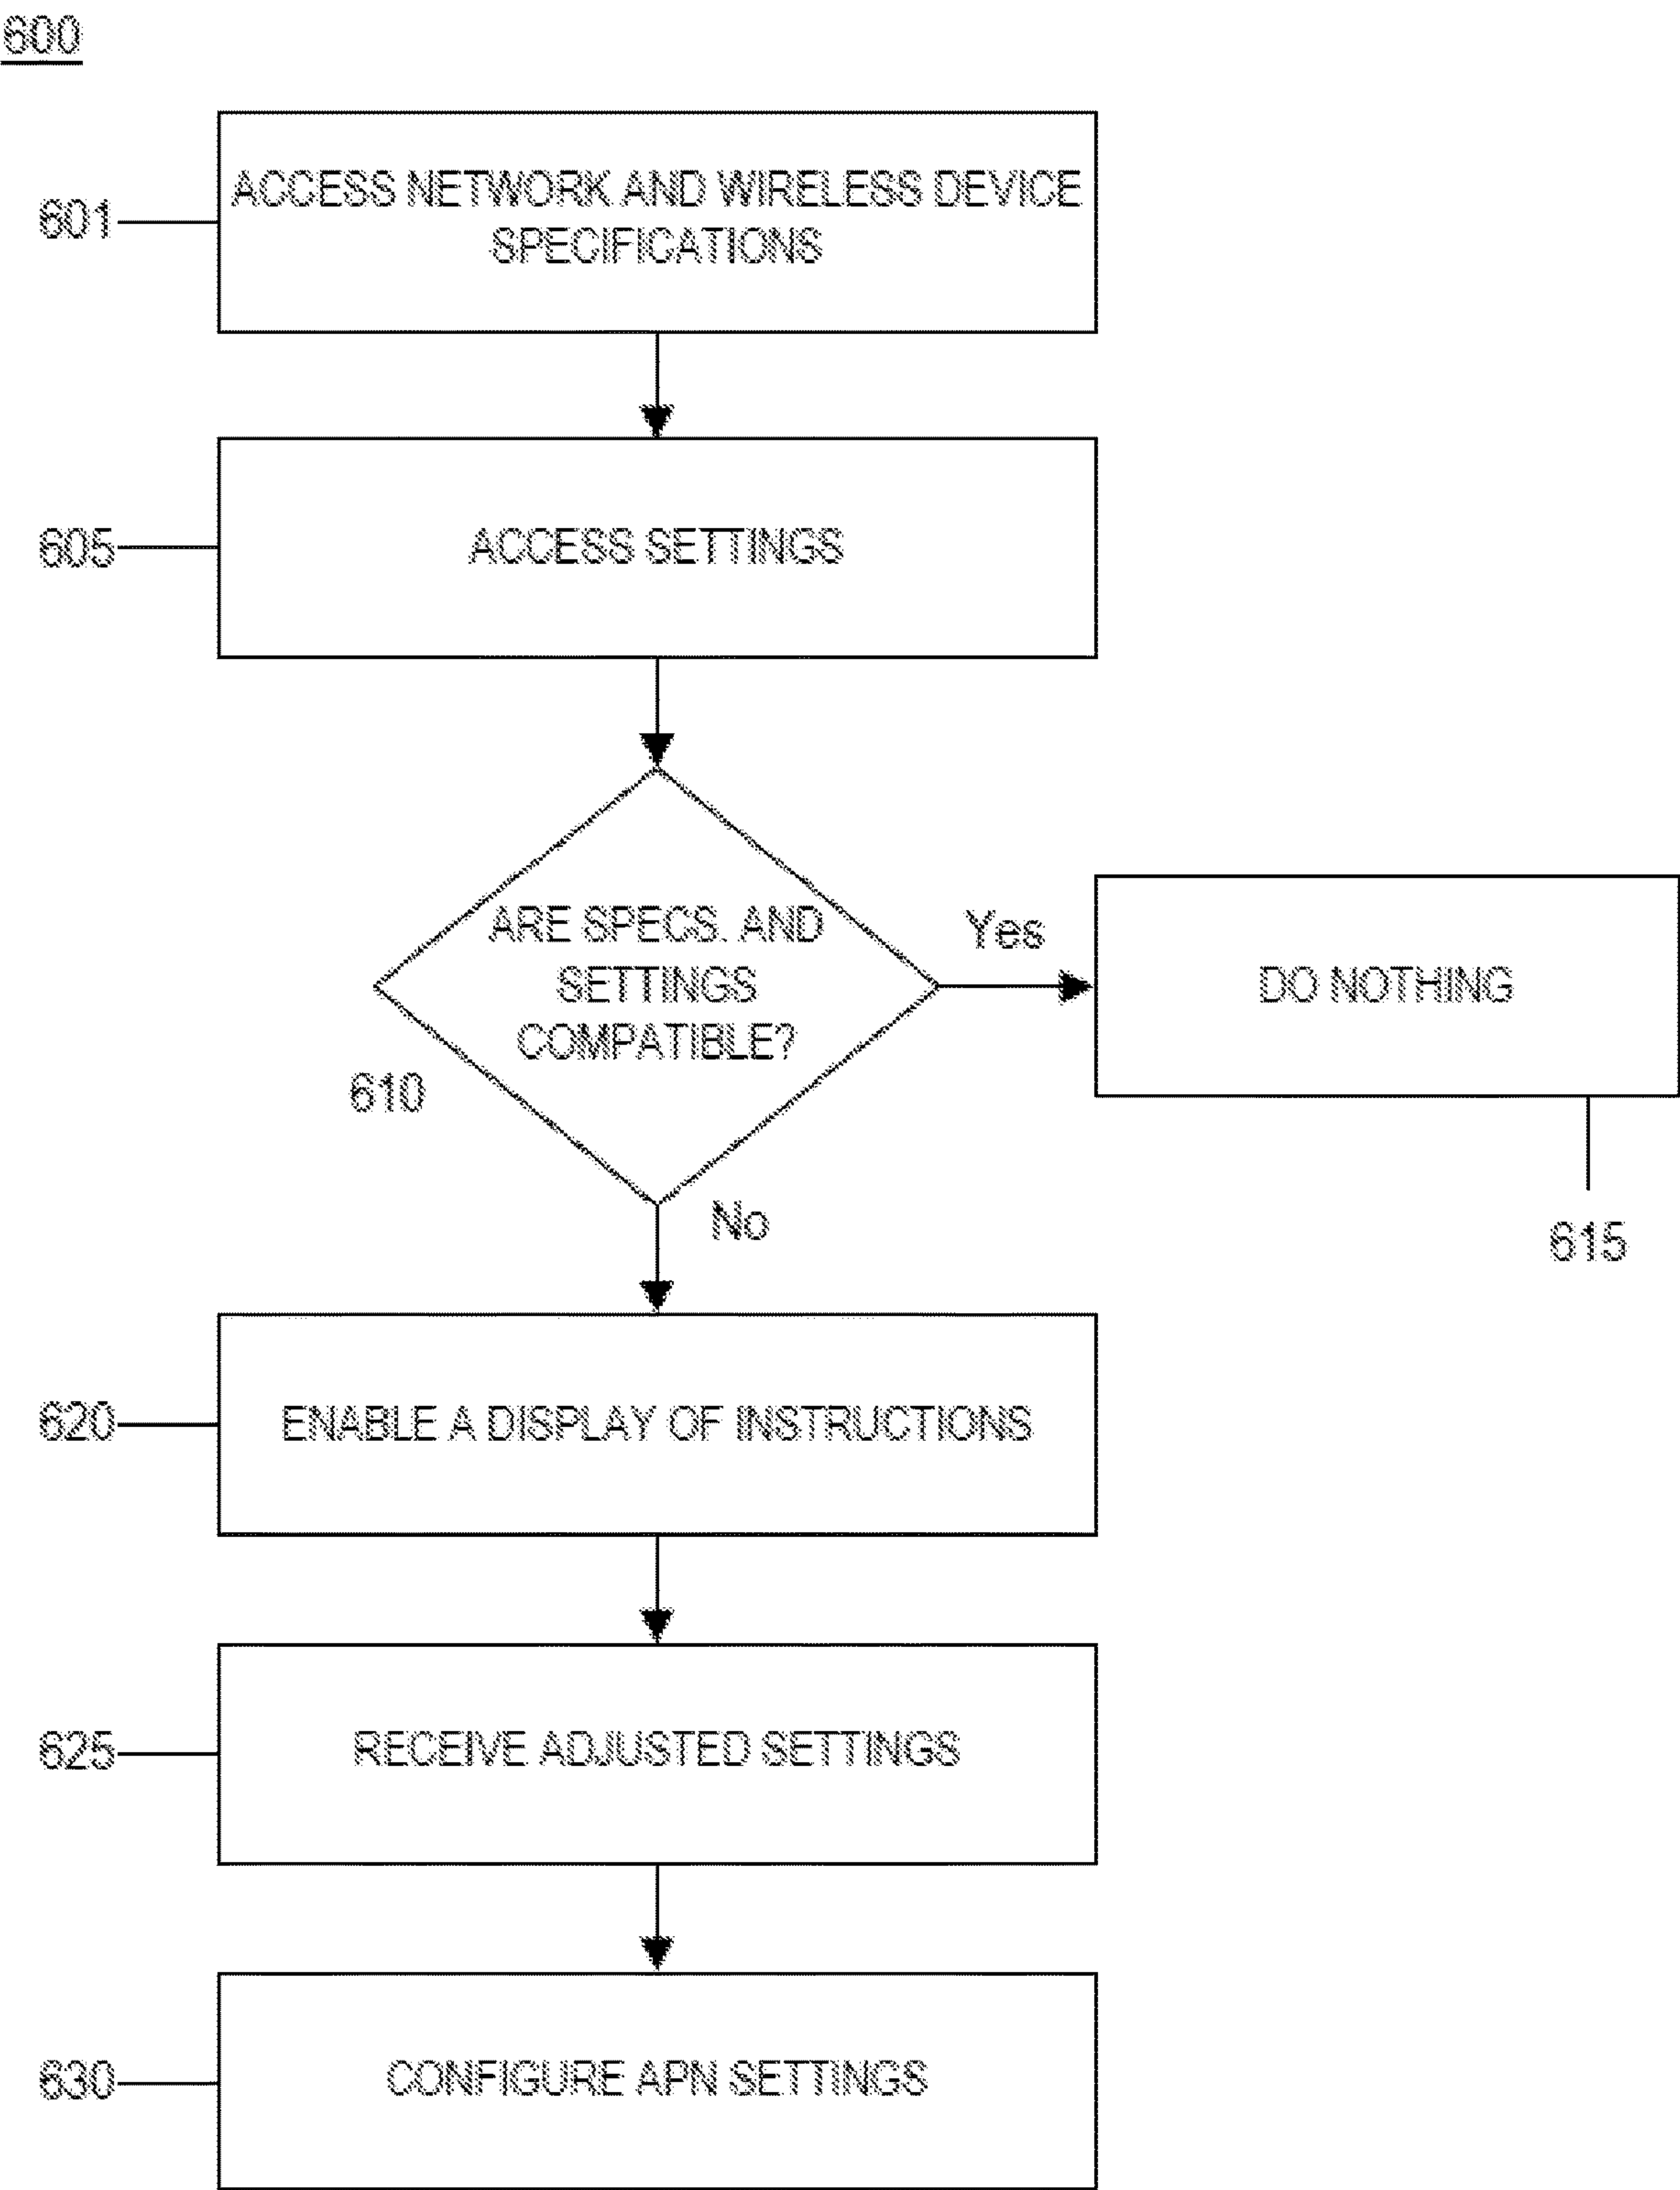 600
601
ACCESS NETWORK AND WIRELESS DEVICE
SPECIFICATIONS
605
ACCESS SETTINGS
ARE SPECS. AND
SETTINGS
COMPATIBLE?
610
Yes
DO NOTHING
615
No
620
ENABLE A DISPLAY OF INSTRUCTIONS
625
RECEIVE ADJUSTED SETTINGS
630
CONFIGURE APN SETTINGS